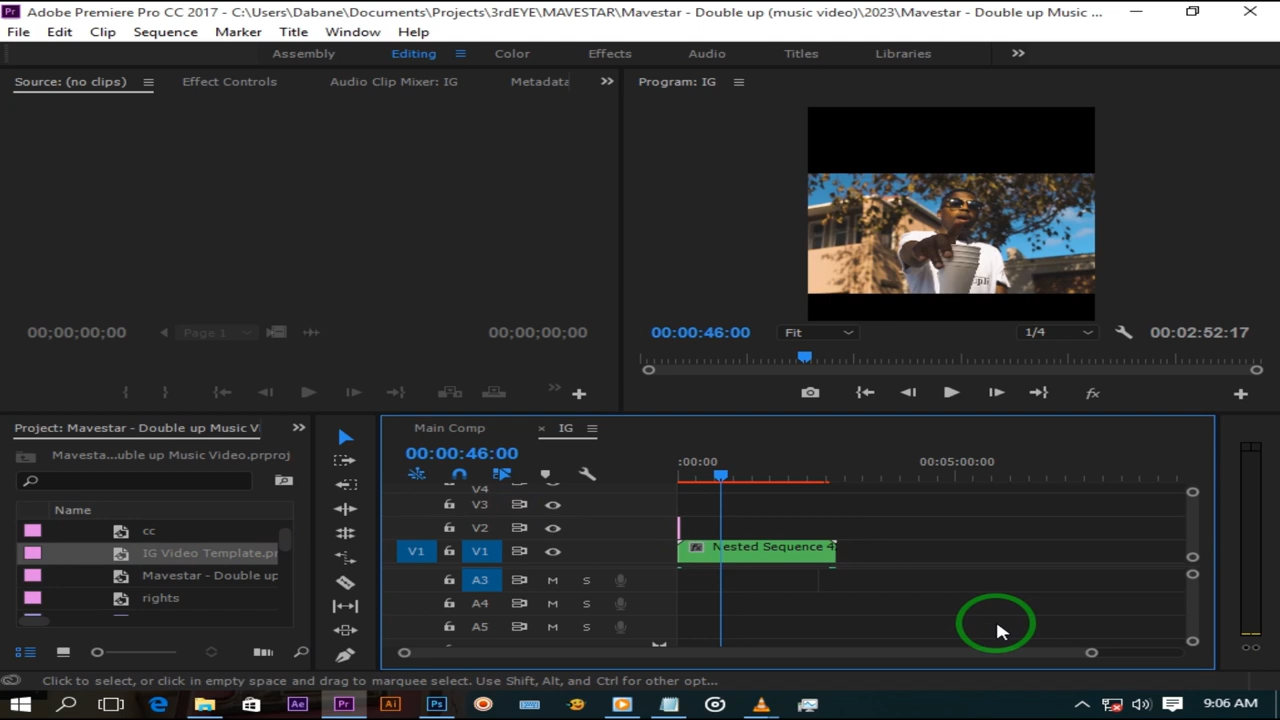 Adobe Premiere Pro CC 2017 - C:\Users\Dabane\Documents\Projects\3rdEYE\MAVESTAR\Mavestar - Double up (music video)\2023\Mavestar - Double up Music ...
File Edit Clip Sequence Marker Title Window Help
Assembly Editing Color Effects Audio Titles Libraries
Source: (no clips) Effect Controls Audio Clip Mixer: IG Metadata
Program: IG
00;00;00;00 Page 1 00;00;00;00
00:00:46:00 Fit 1/4 00:02:52:17
Project: Mavestar - Double up Music V
Mavesta...uble up Music Video.prproj
Name
cc
IG Video Template.pr
Mavestar - Double up
rights
Main Comp IG
00:00:46:00
:00:00 00:05:00:00
V4
V3
V2
V1 V1 Nested Sequence 4
A3 M S
A4 M S
A5 M S
Click to select, or click in empty space and drag to marquee select. Use Shift, Alt, and Ctrl for other opt...
9:06 AM